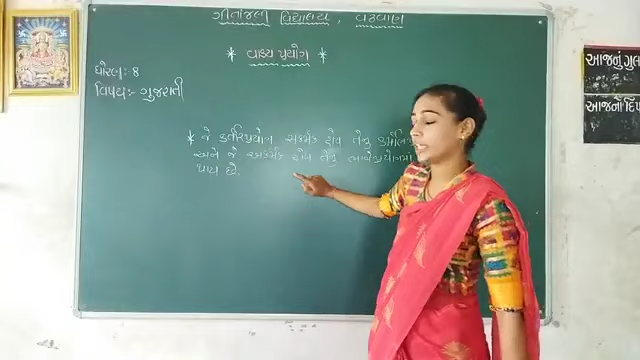 ગીતાંજલી વિદ્યાલય, વઢવાણ
* વાક્ય પ્રયોગ *
ધોરણ: 8
વિષય:- ગુજરાતી
* જે કર્તરિપ્રયોગ સકર્મક હોય તેનું કર્મણિ
અને જે અકર્મક હોય તેનું ભાવેપ્રયોગમાં
થાય છે.
આજનું ગુલ
આજનો દિપ